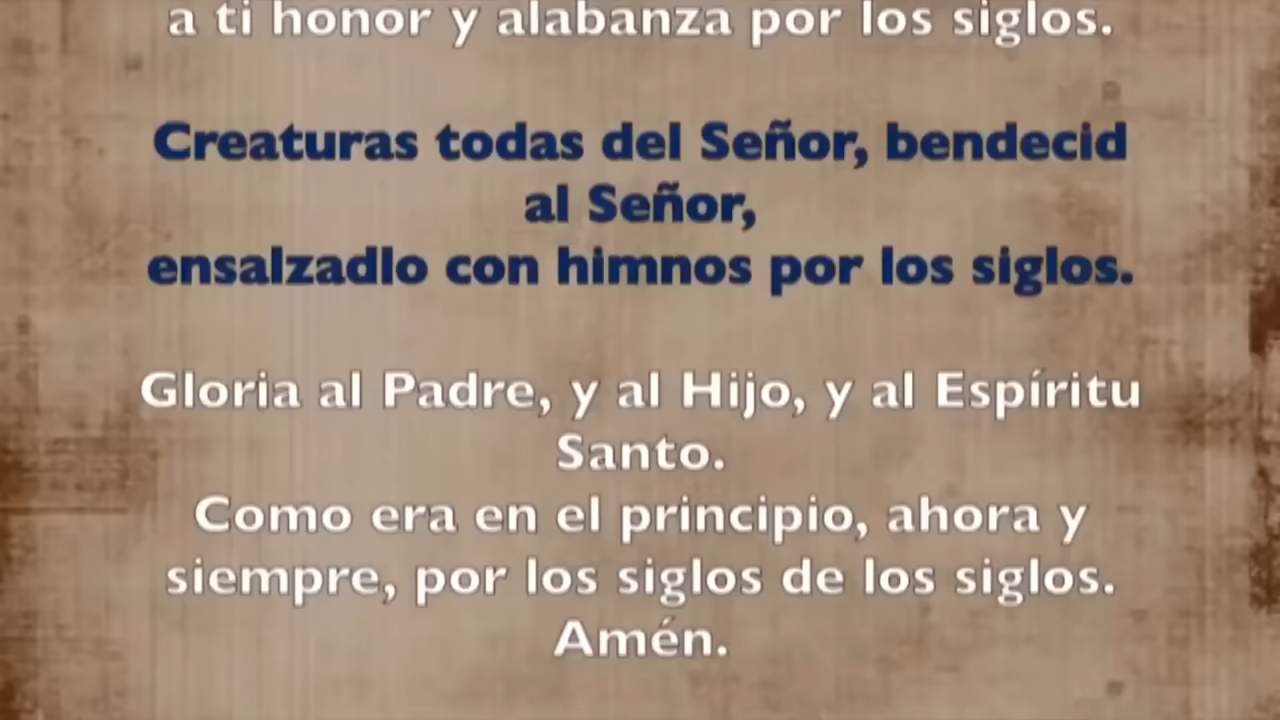 a ti honor y alabanza por los siglos.
Creaturas todas del Señor, bendecid
al Señor,
ensalzadlo con himnos por los siglos.
Gloria al Padre, y al Hijo, y al Espíritu
Santo.
Como era en el principio, ahora y
siempre, por los siglos de los siglos.
Amén.